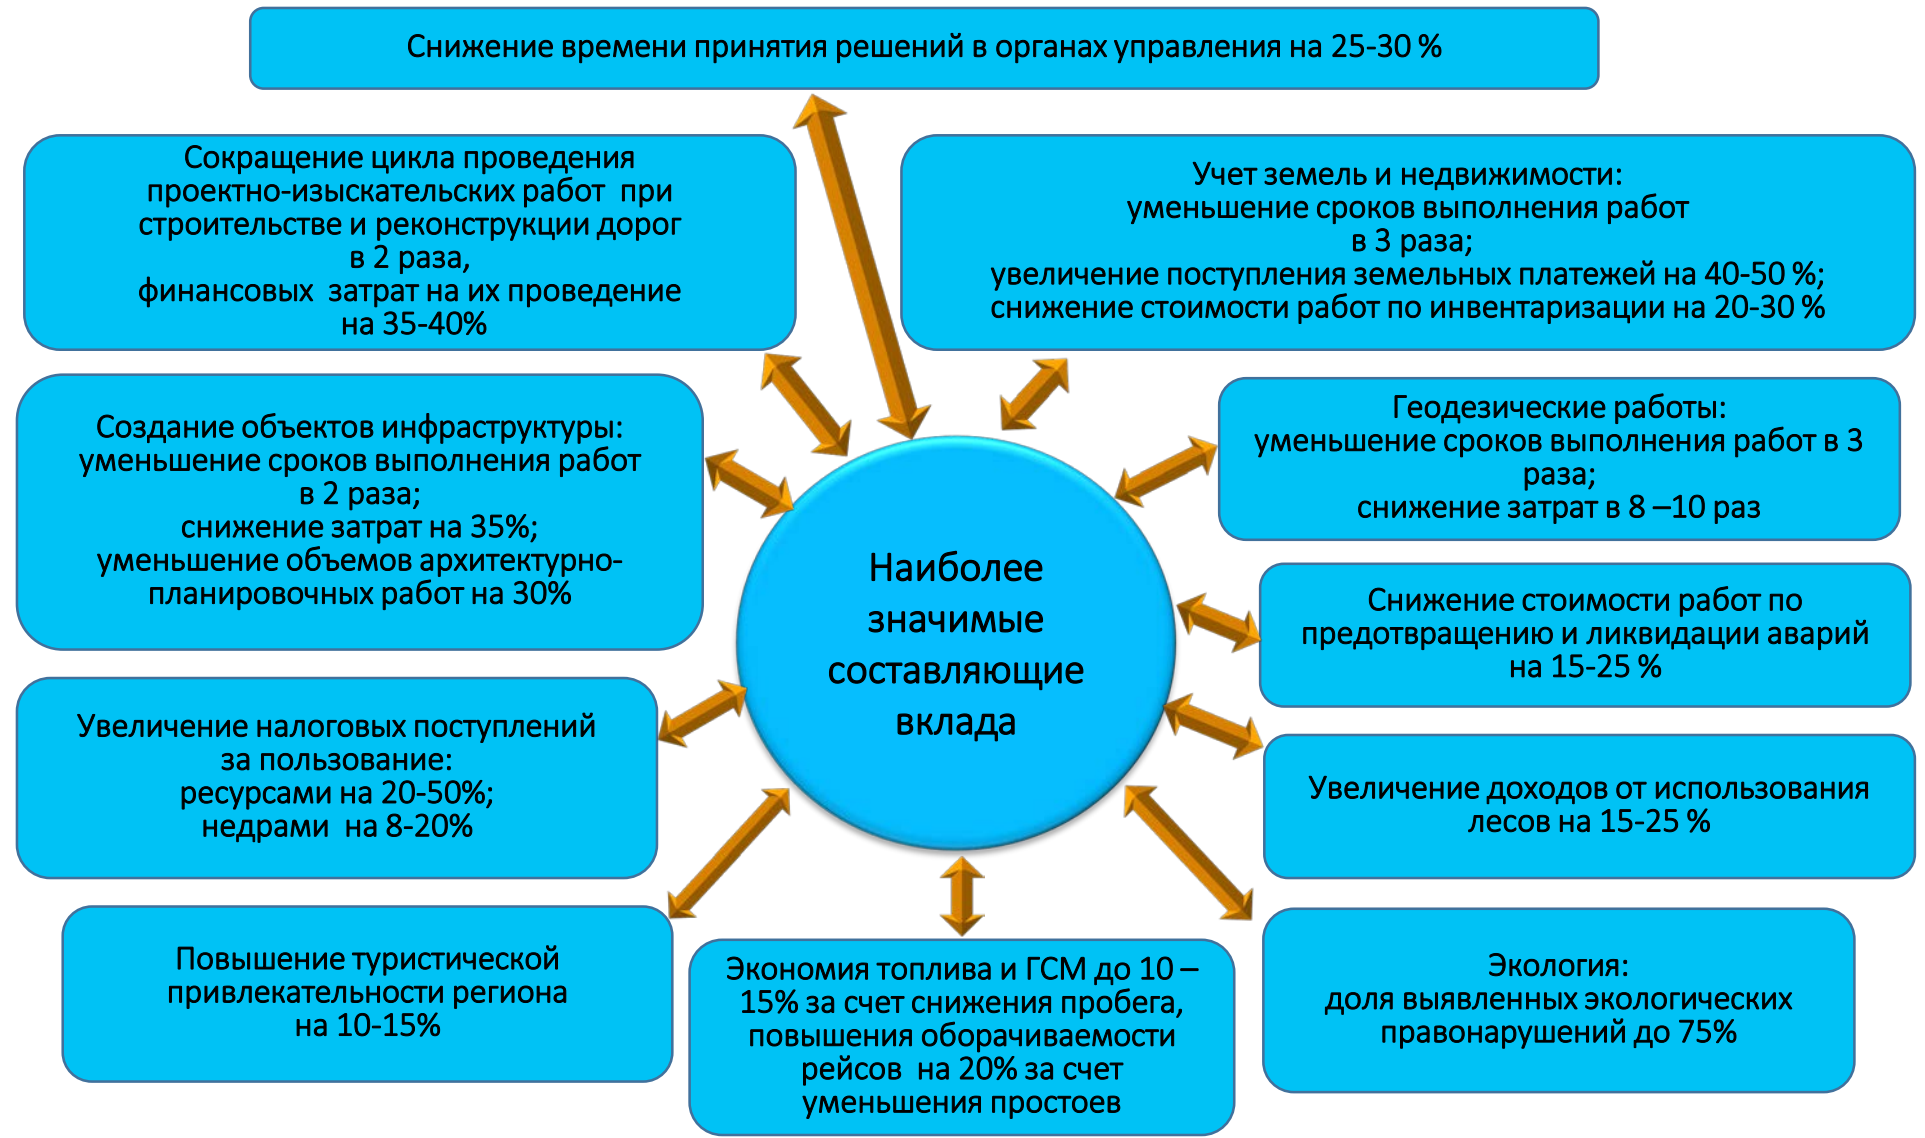 Снижение времени принятия решений в органах управления на 25-30 %
Сокращение цикла проведения
проектно-изыскательских работ при
строительстве и реконструкции дорог
в 2 раза,
финансовых затрат на их проведение
на 35-40%
Учет земель и недвижимости:
уменьшение сроков выполнения работ
в 3 раза;
увеличение поступления земельных платежей на 40-50 %;
снижение стоимости работ по инвентаризации на 20-30 %
Создание объектов инфраструктуры:
уменьшение сроков выполнения работ
в 2 раза;
снижение затрат на 35%;
уменьшение объемов архитектурно-
планировочных работ на 30%
Геодезические работы:
уменьшение сроков выполнения работ в 3
раза;
снижение затрат в 8 –10 раз
Наиболее
значимые
составляющие
вклада
Снижение стоимости работ по
предотвращению и ликвидации аварий
на 15-25 %
Увеличение налоговых поступлений
за пользование:
ресурсами на 20-50%;
недрами на 8-20%
Увеличение доходов от использования
лесов на 15-25 %
Повышение туристической
привлекательности региона
на 10-15%
Экономия топлива и ГСМ до 10 –
15% за счет снижения пробега,
повышения оборачиваемости
рейсов на 20% за счет
уменьшения простоев
Экология:
доля выявленных экологических
правонарушений до 75%